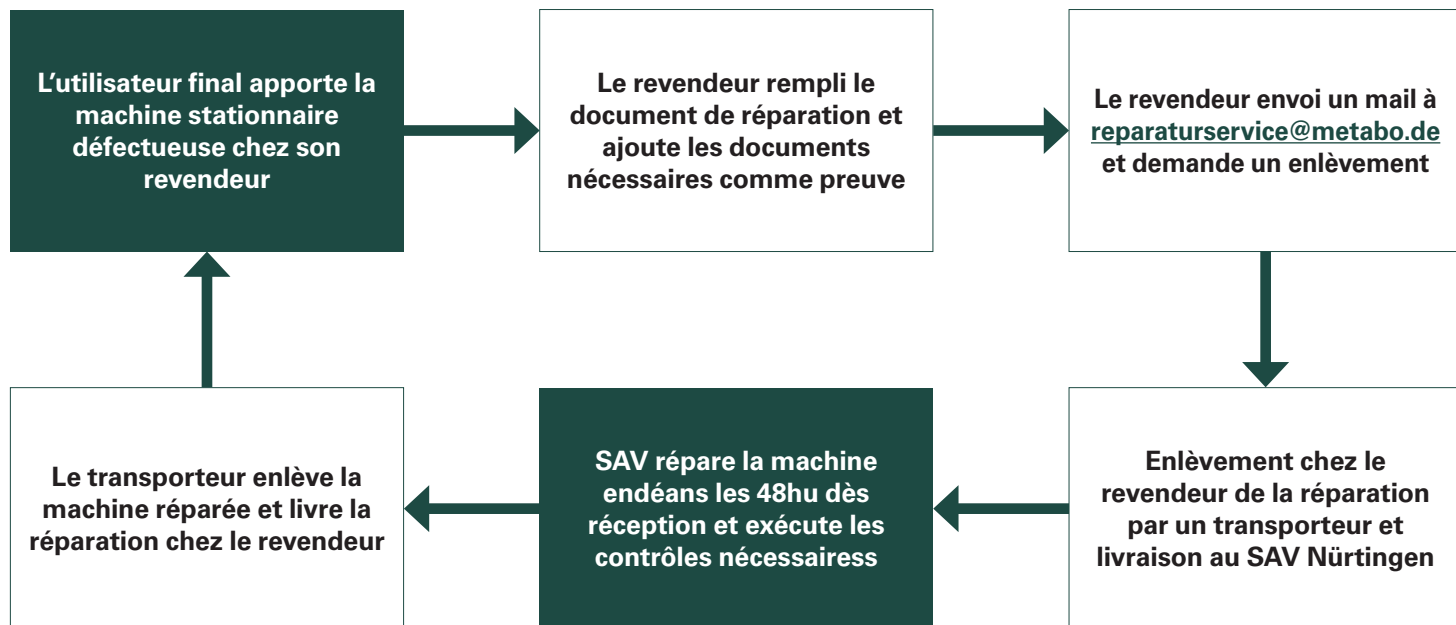 L’utilisateur final apporte la
machine stationnaire
défectueuse chez son
revendeur
Le revendeur rempli le
document de réparation et
ajoute les documents
nécessaires comme preuve
Le revendeur envoi un mail à
reparaturservice@metabo.de
et demande un enlèvement
Enlèvement chez le
revendeur de la réparation
par un transporteur et
livraison au SAV Nürtingen
SAV répare la machine
endéans les 48hu dès
réception et exécute les
contrôles nécessairess
Le transporteur enlève la
machine réparée et livre la
réparation chez le revendeur